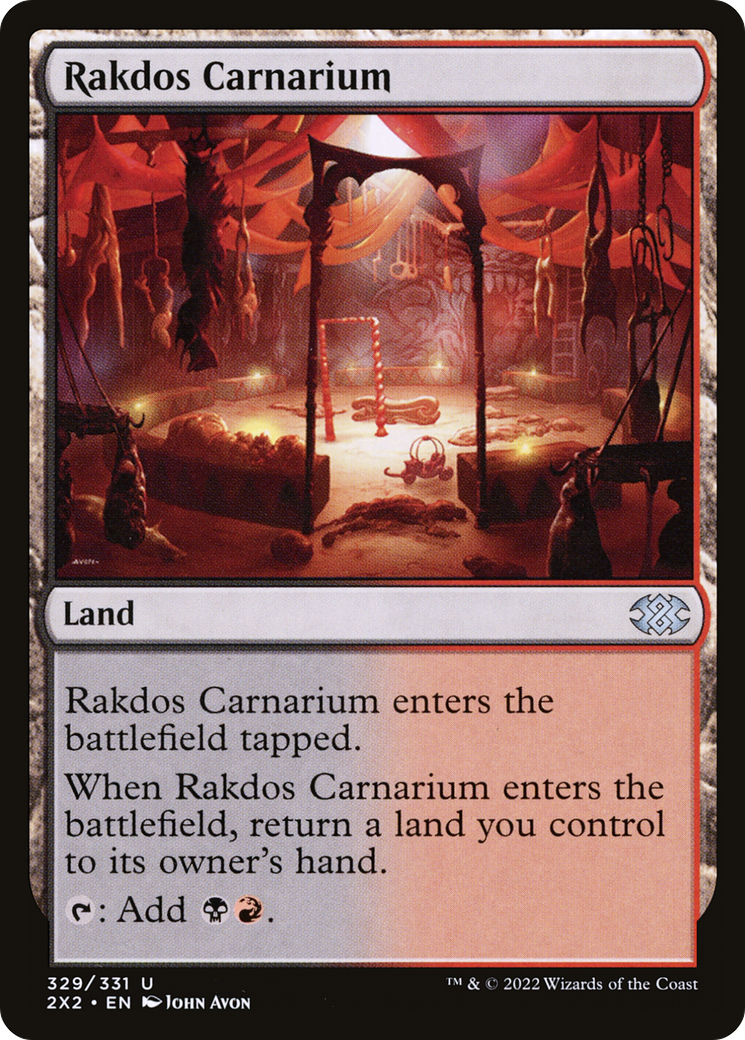 Rakdos Carnarium
-AVON-
Land
Rakdos Carnarium enters the
battlefield tapped.
When Rakdos Carnarium enters the
battlefield, return a land you control
to its owner's hand.
: Add .
329/331 U
™ & © 2022 Wizards of the Coast
2X2 • EN John Avon